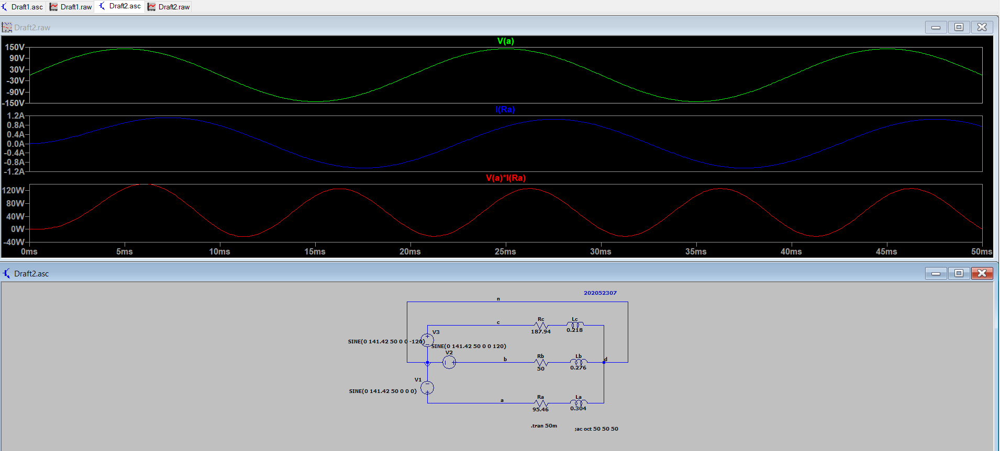 Draft1.asc Draft1.raw Draft2.asc Draft2.raw
Draft2.raw
V(a)
150V
90V
30V
-30V
-90V
-150V
I(Ra)
1.2A
0.8A
0.4A
0.0A
-0.4A
-0.8A
-1.2A
V(a)*I(Ra)
120W
80W
40W
0W
-40W
0ms 5ms 10ms 15ms 20ms 25ms 30ms 35ms 40ms 45ms 50ms
Draft2.asc
202052307
n
c
Rc
187.94
Lc
0.218
V3
SINE(0 141.42 50 0 0 -120)
SINE(0 141.42 50 0 0 120)
V2
b
Rb
50
Lb
0.276
d
V1
SINE(0 141.42 50 0 0 0)
a
Ra
95.46
La
0.304
.tran 50m
;ac oct 50 50 50